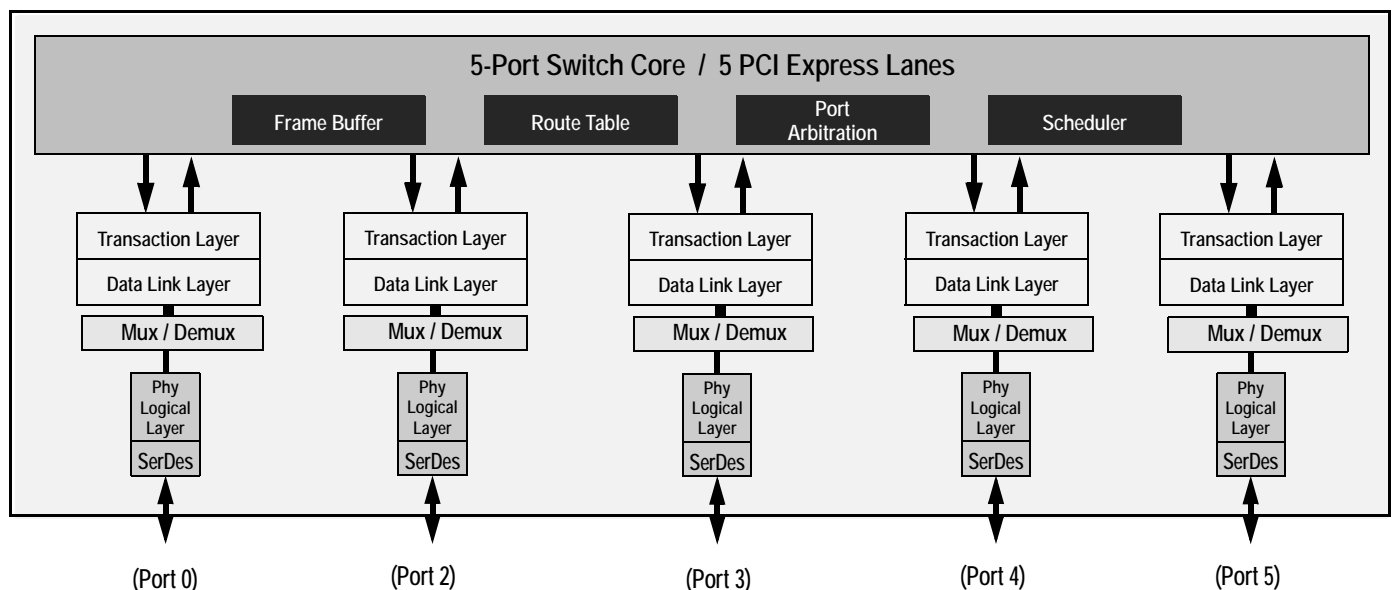 5-Port Switch Core / 5 PCI Express Lanes
Frame Buffer
Route Table
Port
Arbitration
Scheduler
Transaction Layer
Data Link Layer
Mux / Demux
Phy
Logical
Layer
SerDes
(Port 0)
Transaction Layer
Data Link Layer
Mux / Demux
Phy
Logical
Layer
SerDes
(Port 2)
Transaction Layer
Data Link Layer
Mux / Demux
Phy
Logical
Layer
SerDes
(Port 3)
Transaction Layer
Data Link Layer
Mux / Demux
Phy
Logical
Layer
SerDes
(Port 4)
Transaction Layer
Data Link Layer
Mux / Demux
Phy
Logical
Layer
SerDes
(Port 5)